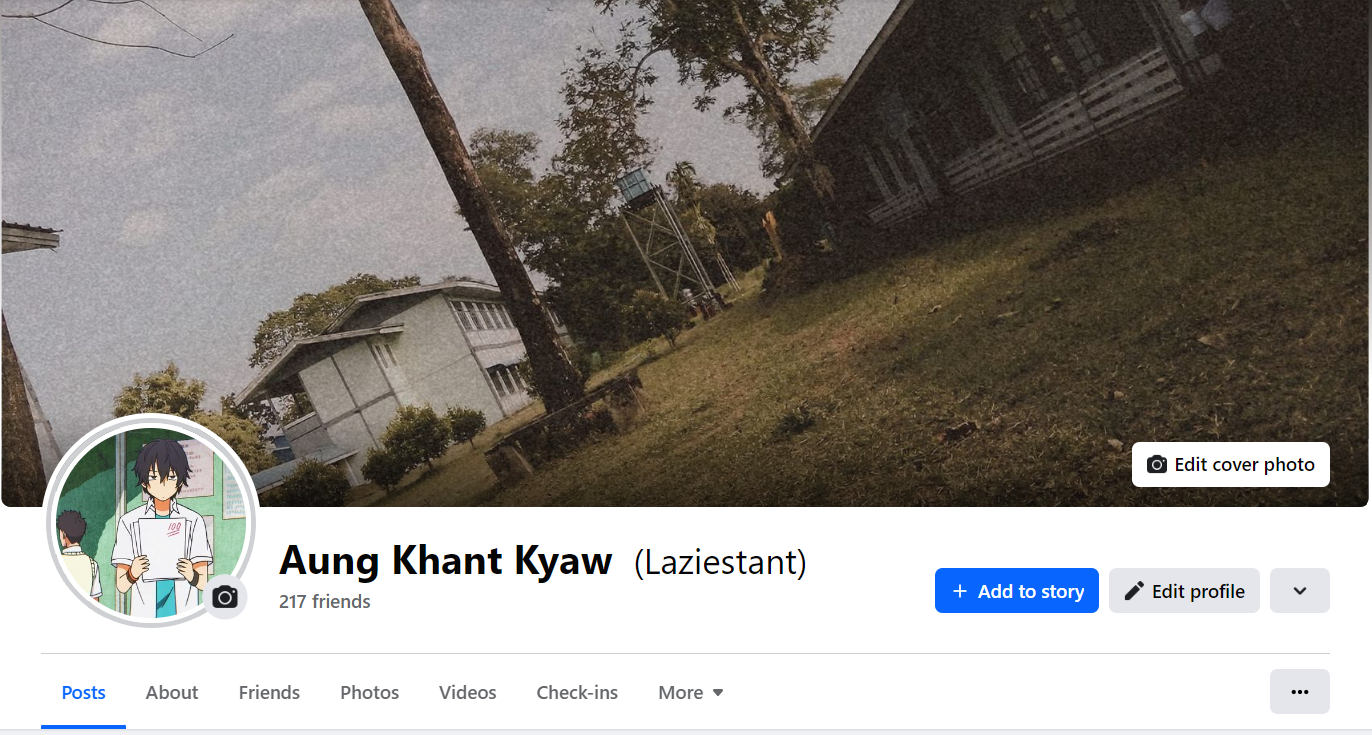 Edit cover photo
100
Aung Khant Kyaw (Laziestant)
217 friends
+ Add to story
Edit profile
Posts
About
Friends
Photos
Videos
Check-ins
More